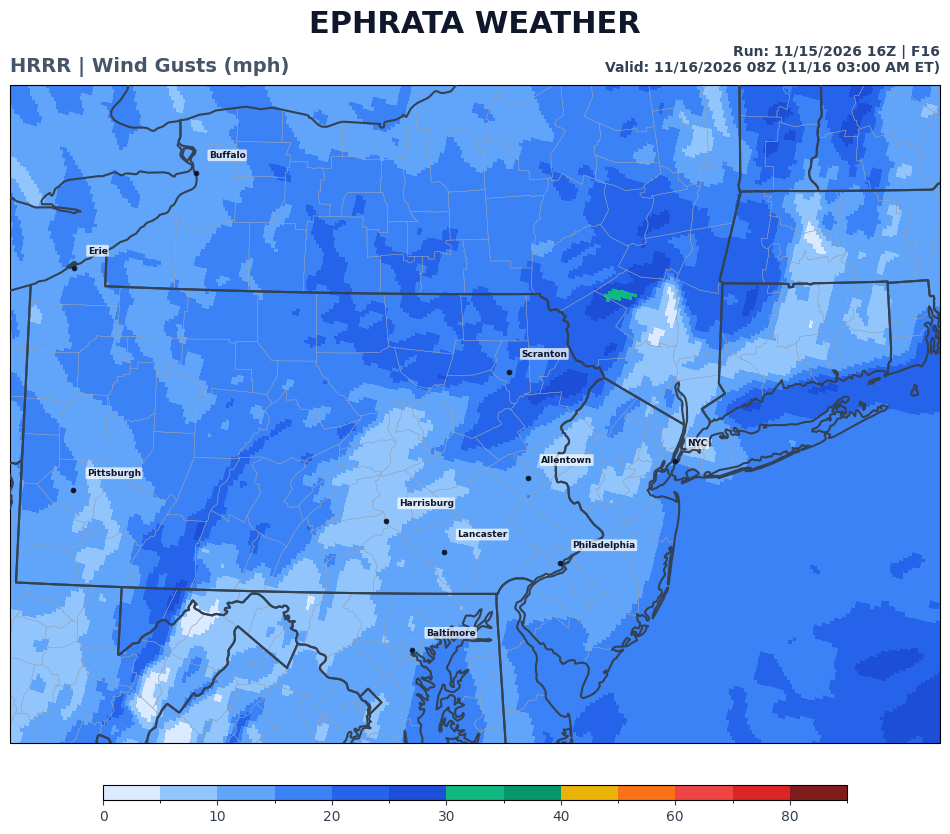 EPHRATA WEATHER
HRRR | Wind Gusts (mph)
Run: 11/15/2026 16Z | F16
Valid: 11/16/2026 08Z (11/16 03:00 AM ET)
Buffalo
Erie
Scranton
NYC
Allentown
Pittsburgh
Harrisburg
Lancaster
Philadelphia
Baltimore
0 10 20 30 40 50 60 70 80